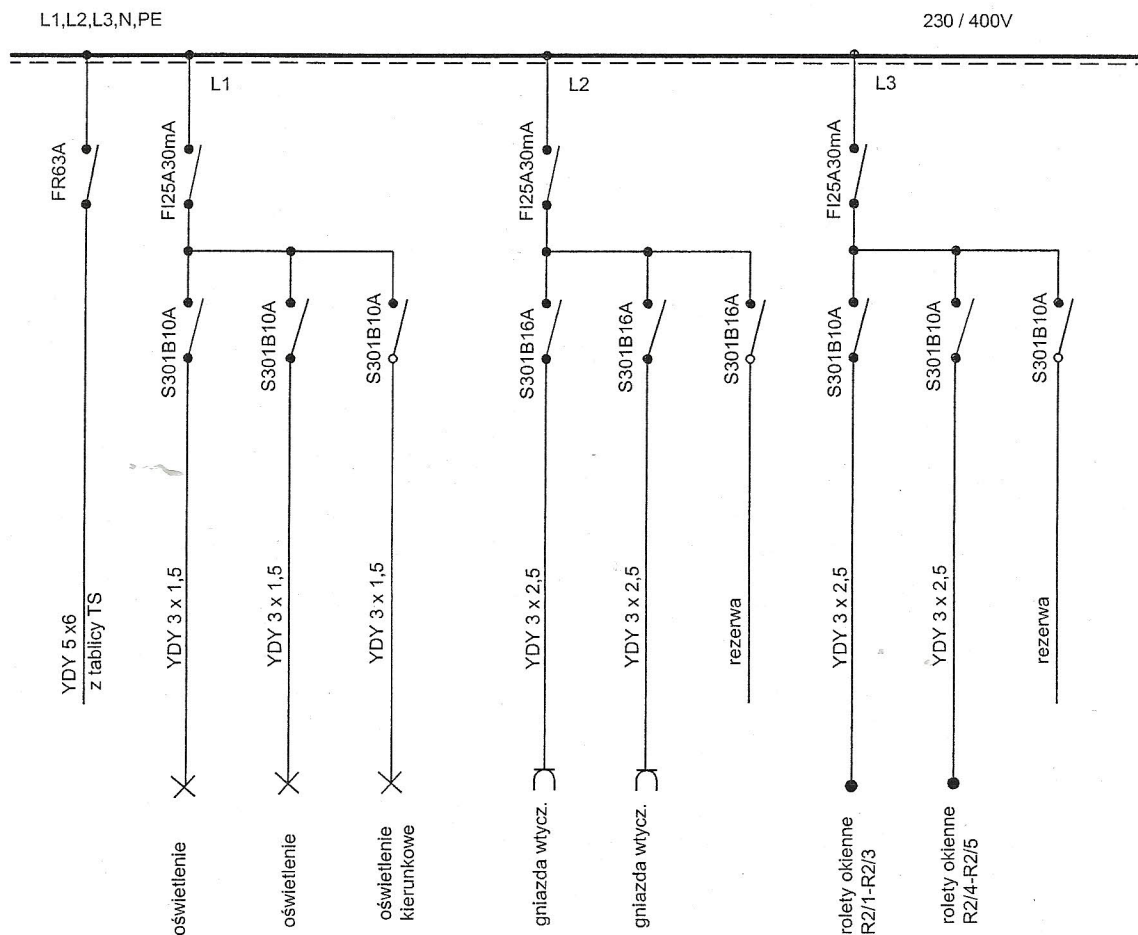 L1,L2,L3,N,PE
230 / 400V
L1
L2
L3
FR63A
FI25A30mA
FI25A30mA
FI25A30mA
S301B10A
S301B10A
S301B10A
S301B16A
S301B16A
S301B16A
S301B10A
S301B10A
S301B10A
YDY 5 x6
z tablicy TS
YDY 3 x 1,5
YDY 3 x 1,5
YDY 3 x 1,5
YDY 3 x 2,5
YDY 3 x 2,5
rezerwa
YDY 3 x 2,5
YDY 3 x 2,5
rezerwa
oświetlenie
oświetlenie
oświetlenie
kierunkowe
gniazda wtycz.
gniazda wtycz.
rolety okienne
R2/1-R2/3
rolety okienne
R2/4-R2/5